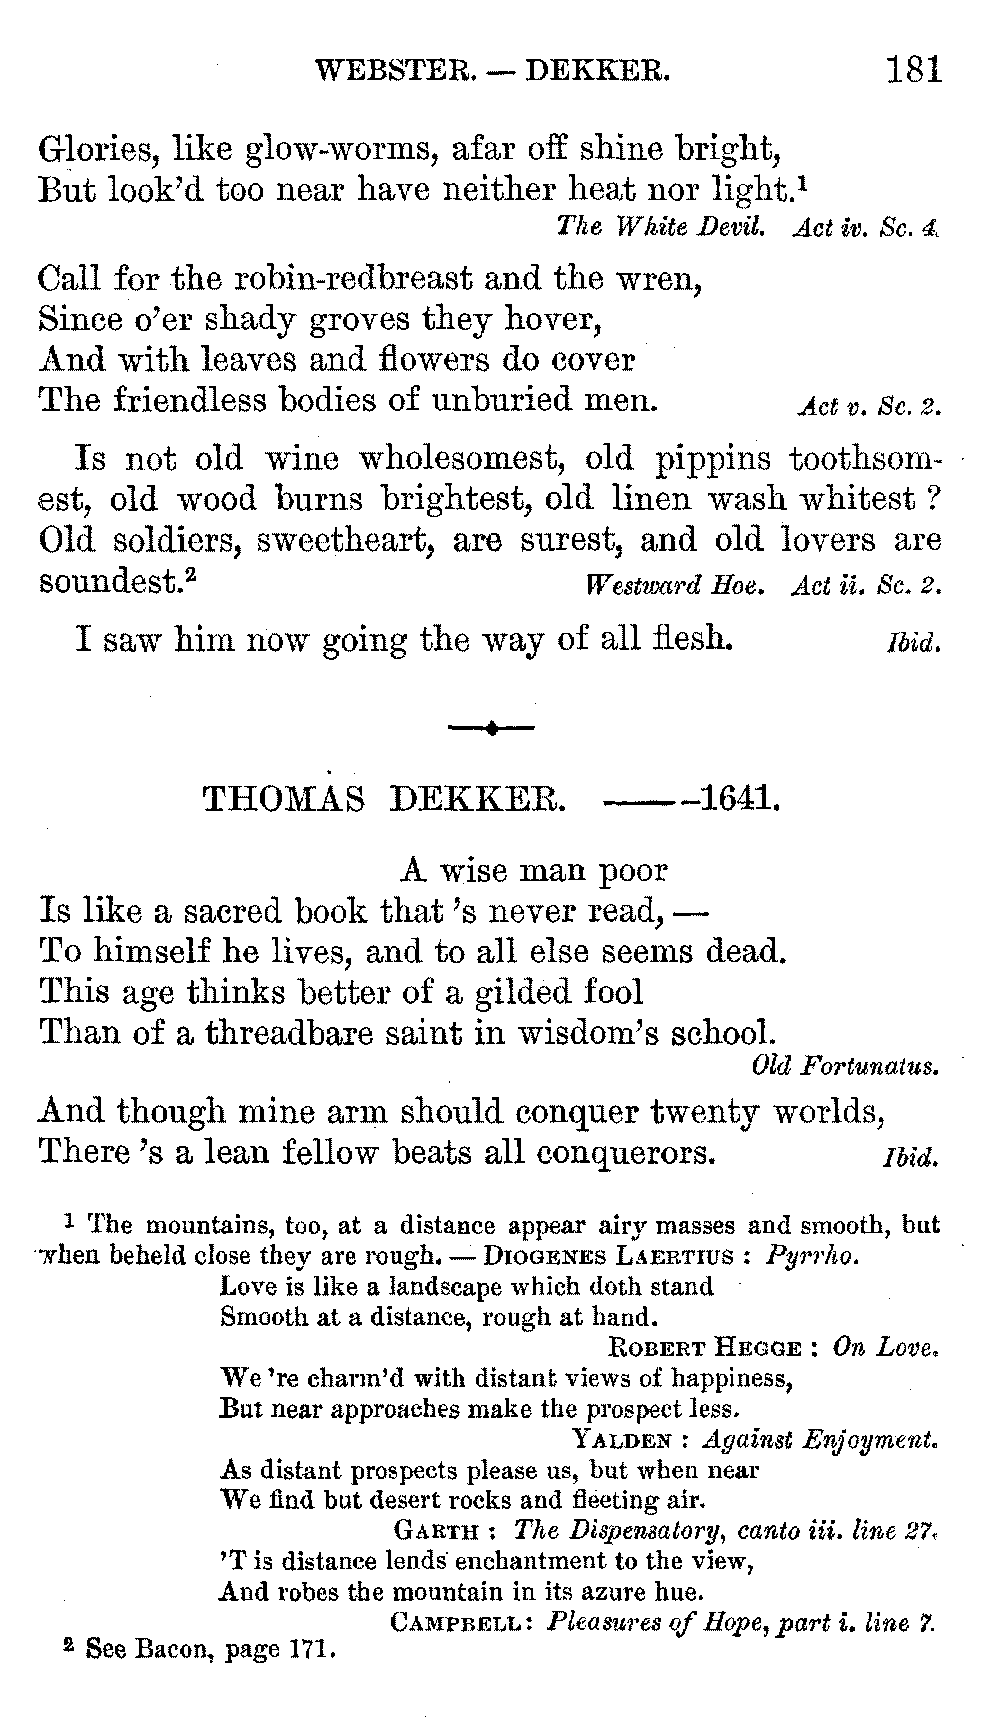 WEBSTER. — DEKKER. 181
Glories, like glow-worms, afar off shine bright,
But look'd too near have neither heat nor light.¹
The White Devil. Act iv. Sc. 4.
Call for the robin-redbreast and the wren,
Since o'er shady groves they hover,
And with leaves and flowers do cover
The friendless bodies of unburied men. Act v. Sc. 2.
Is not old wine wholesomest, old pippins toothsom-
est, old wood burns brightest, old linen wash whitest ?
Old soldiers, sweetheart, are surest, and old lovers are
soundest.² Westward Hoe. Act ii. Sc. 2.
I saw him now going the way of all flesh. Ibid.
THOMAS DEKKER. —— –1641.
A wise man poor
Is like a sacred book that 's never read, —
To himself he lives, and to all else seems dead.
This age thinks better of a gilded fool
Than of a threadbare saint in wisdom's school.
Old Fortunatus.
And though mine arm should conquer twenty worlds,
There 's a lean fellow beats all conquerors. Ibid.
1 The mountains, too, at a distance appear airy masses and smooth, but
when beheld close they are rough. — DIOGENES LAERTIUS : Pyrrho.
Love is like a landscape which doth stand
Smooth at a distance, rough at hand.
ROBERT HEGGE : On Love.
We 're charm'd with distant views of happiness,
But near approaches make the prospect less.
YALDEN : Against Enjoyment.
As distant prospects please us, but when near
We find but desert rocks and fleeting air.
GARTH : The Dispensatory, canto iii. line 27.
'T is distance lends enchantment to the view,
And robes the mountain in its azure hue.
CAMPBELL : Pleasures of Hope, part i. line 7.
2 See Bacon, page 171.